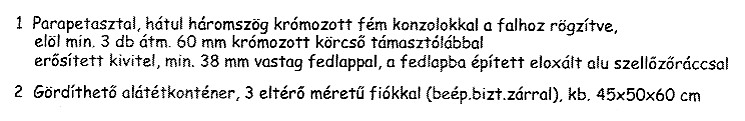 1 Parapetasztal, hátul háromszög krómozott fém konzolokkal a falhoz rögzítve,
elöl min. 3 db átm. 60 mm krómozott körcső támasztólábbal
erősített kivitel, min. 38 mm vastag fedlappal, a fedlapba épített eloxált alu szellőzőráccsal
2 Gördíthető alátétkonténer, 3 eltérő méretű fiókkal (beép.bizt.zárral), kb. 45x50x60 cm